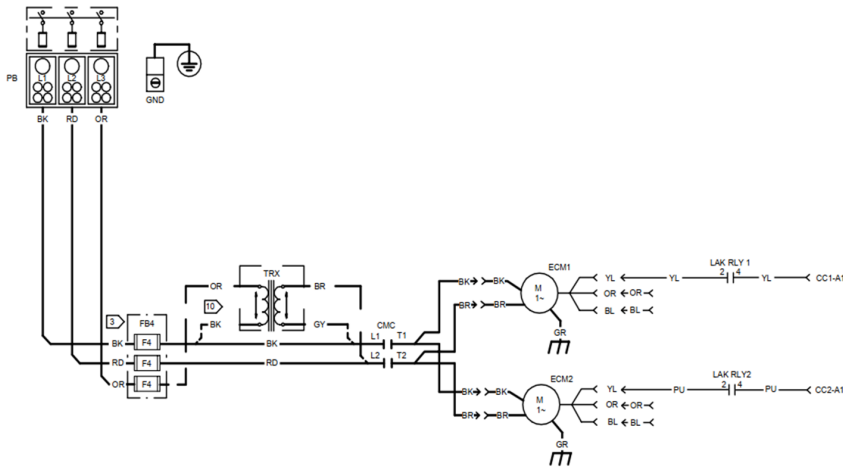 PB
L1 L2 L3
GND
BK RD OR
LAK RLY 1
ECM1
TRX
OR BR
BK BK YL YL 2 4 YL CC1-A1
M
1~
OR OR
10
3 FB4
BR BR BL BL
BK GY CMC
GR
BK F4 BK L1 T1
RD F4 RD L2 T2
LAK RLY2
ECM2
OR F4
BK BK YL PU 2 4 PU CC2-A1
M
1~
OR OR
BR BR BL BL
GR